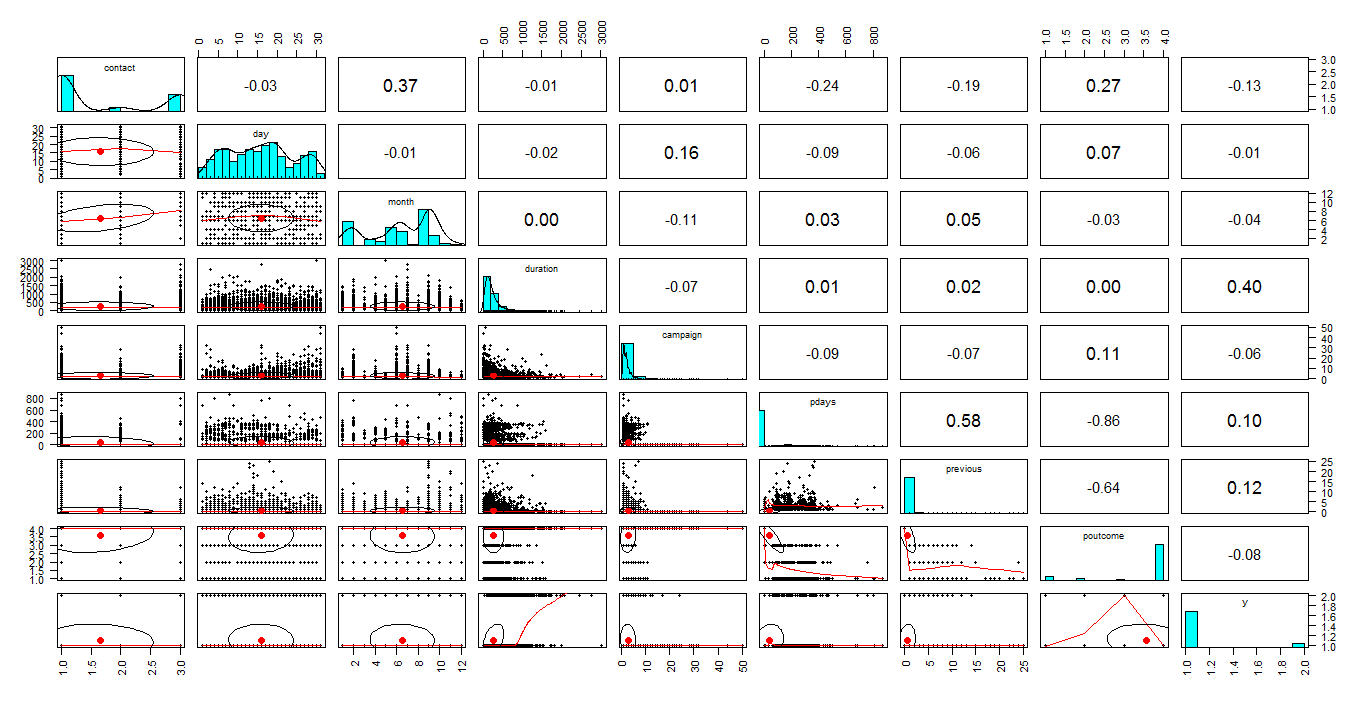 0 5 10 15 20 25 30 0 500 1000 2000 3000 0 200 400 600 800 1.0 2.0 3.0 4.0
contact -0.03 0.37 -0.01 0.01 -0.24 -0.19 0.27 -0.13 3.0 2.5 2.0 1.5 1.0
30 25 20 15 10 5 0 day -0.01 -0.02 0.16 -0.09 -0.06 0.07 -0.01
month 0.00 -0.11 0.03 0.05 -0.03 -0.04 12 10 8 6 4 2
3000 2500 2000 1500 1000 500 0 duration -0.07 0.01 0.02 0.00 0.40
campaign -0.09 -0.07 0.11 -0.06 50 40 30 20 10 0
800 600 400 200 0 pdays 0.58 -0.86 0.10
previous -0.64 0.12 25 20 15 10 5 0
4.0 3.5 3.0 2.5 2.0 1.5 1.0 poutcome -0.08
y 2.0 1.8 1.6 1.4 1.2 1.0
1.0 1.5 2.0 2.5 3.0 2 4 6 8 10 12 0 10 20 30 40 50 0 5 10 15 20 25 1.0 1.2 1.4 1.6 1.8 2.0